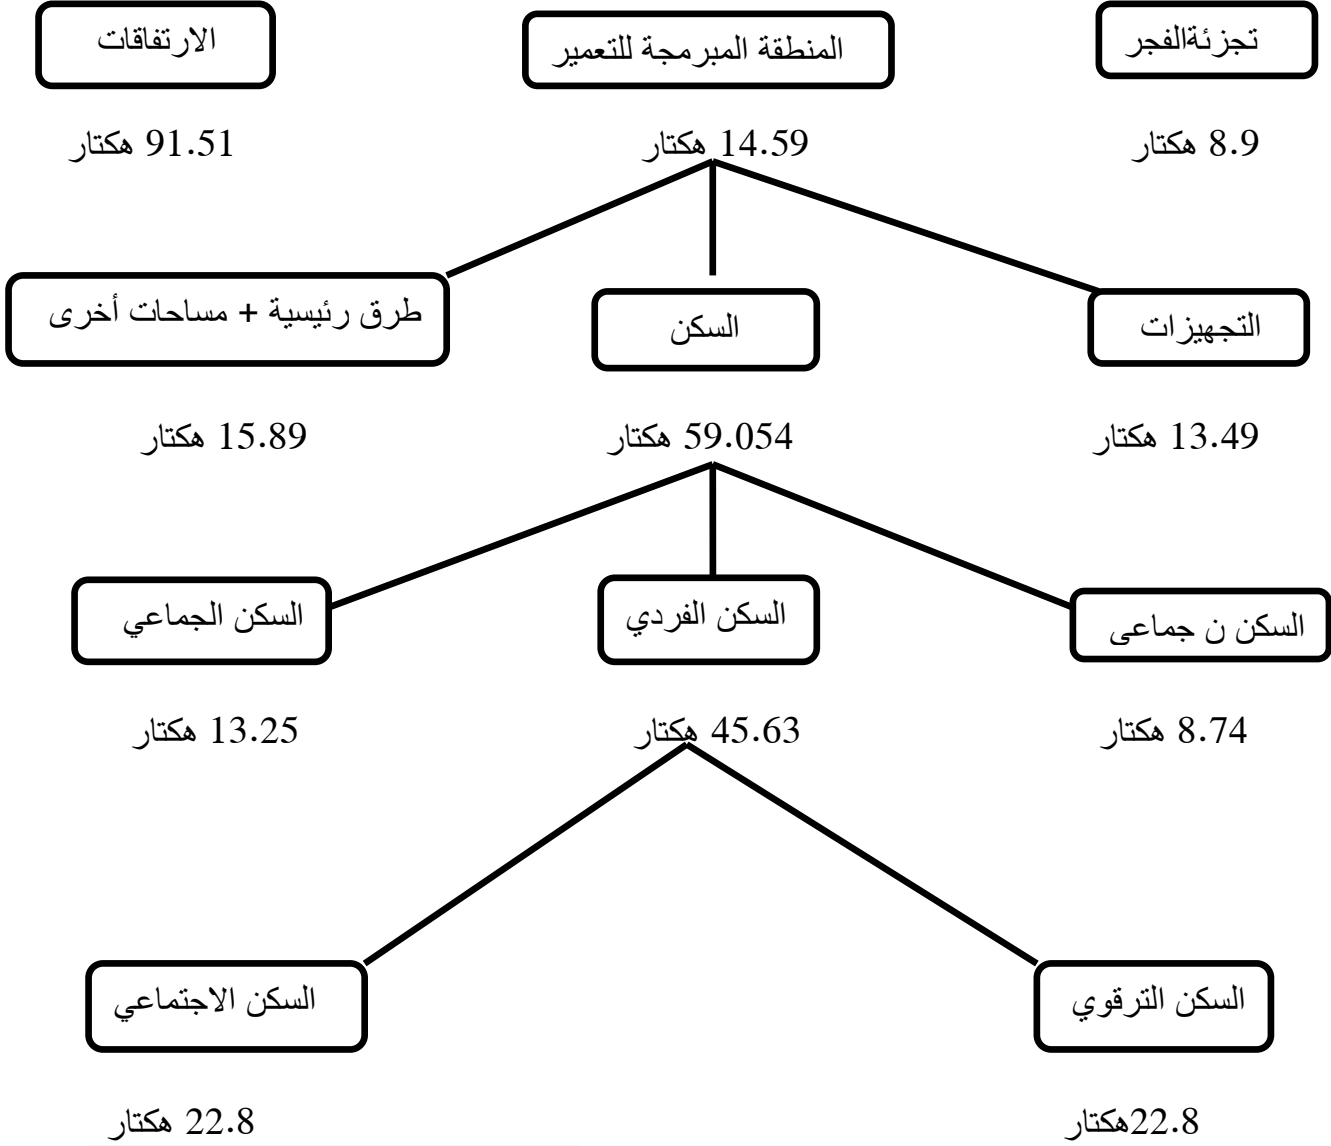 تجزئةالفجر
المنطقة المبرمجة للتعمير
الارتفاقات
8.9 هكتار
14.59 هكتار
91.51 هكتار
التجهيزات
السكن
طرق رئيسية + مساحات أخرى
13.49 هكتار
59.054 هكتار
15.89 هكتار
السكن ن جماعى
السكن الفردي
السكن الجماعي
8.74 هكتار
45.63 هكتار
13.25 هكتار
السكن الترقوي
السكن الاجتماعي
22.8هكتار
22.8 هكتار